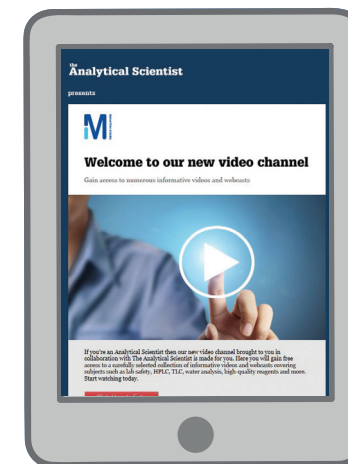 the
Analytical Scientist
presents
M
Welcome to our new video channel
Gain access to numerous informative videos and webcasts
If you're an Analytical Scientist then our new video channel brought to you in
collaboration with The Analytical Scientist is made for you. Here you will gain free
access to a carefully selected collection of informative videos and webcasts covering
subjects such as lab safety, HPLC, TLC, water analysis, high-quality reagents and more.
Start watching today.